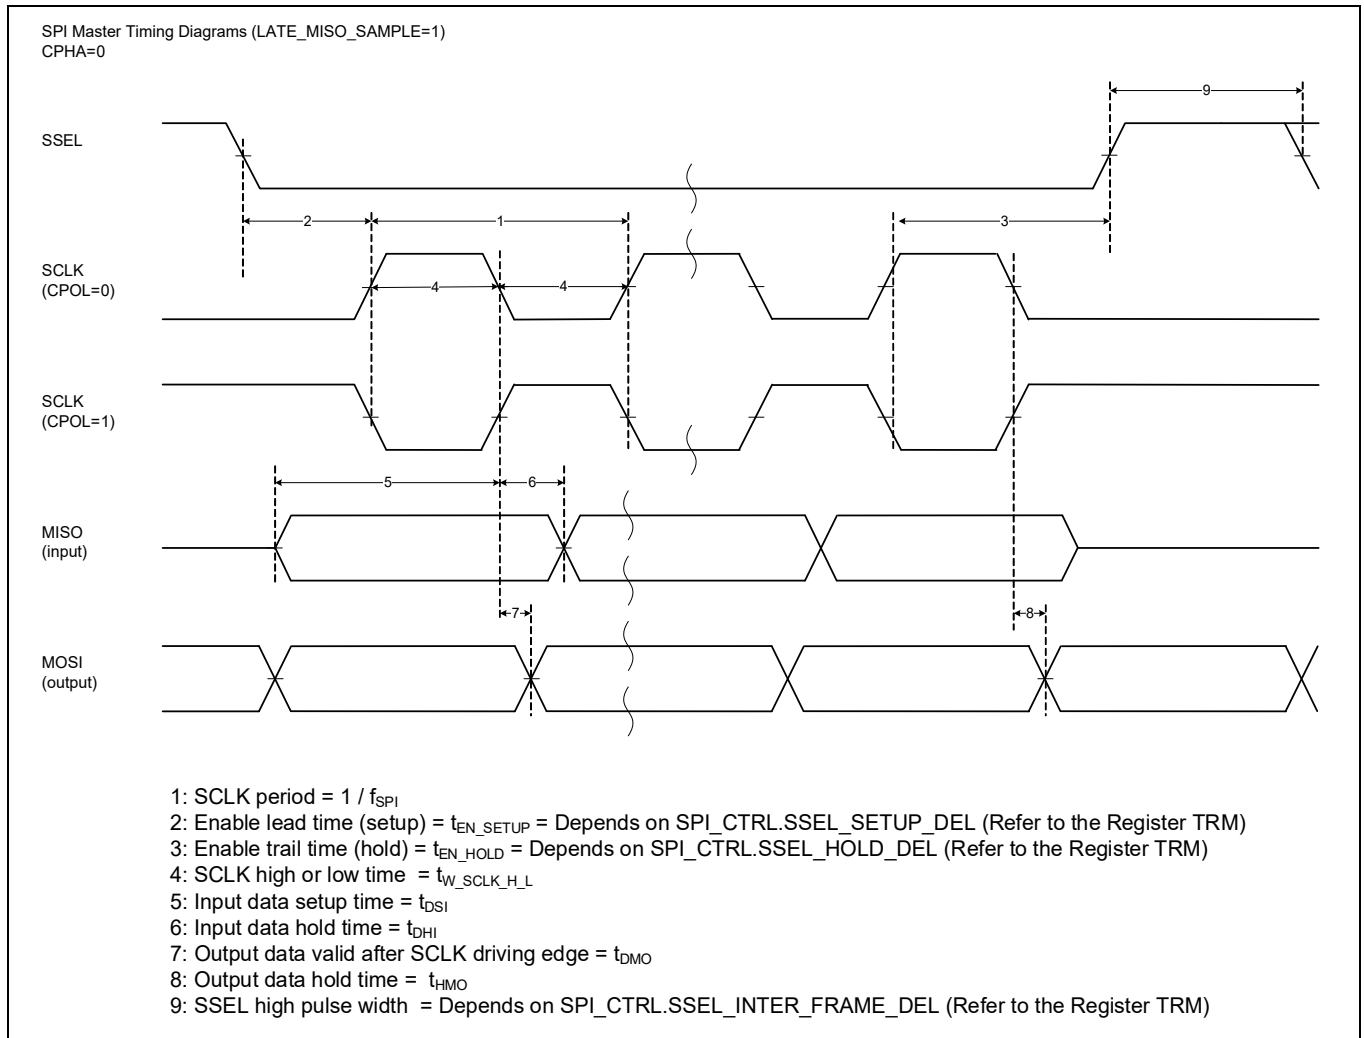 SPI Master Timing Diagrams (LATE_MISO_SAMPLE=1)
CPHA=0
9
SSEL
2
1
3
SCLK
(CPOL=0)
4
4
SCLK
(CPOL=1)
5
6
MISO
(input)
7
8
MOSI
(output)
1: SCLK period = 1 / fSPI
2: Enable lead time (setup) = tEN_SETUP = Depends on SPI_CTRL.SSEL_SETUP_DEL (Refer to the Register TRM)
3: Enable trail time (hold) = tEN_HOLD = Depends on SPI_CTRL.SSEL_HOLD_DEL (Refer to the Register TRM)
4: SCLK high or low time = tW_SCLK_H_L
5: Input data setup time = tDSI
6: Input data hold time = tDHI
7: Output data valid after SCLK driving edge = tDMO
8: Output data hold time = tHMO
9: SSEL high pulse width = Depends on SPI_CTRL.SSEL_INTER_FRAME_DEL (Refer to the Register TRM)